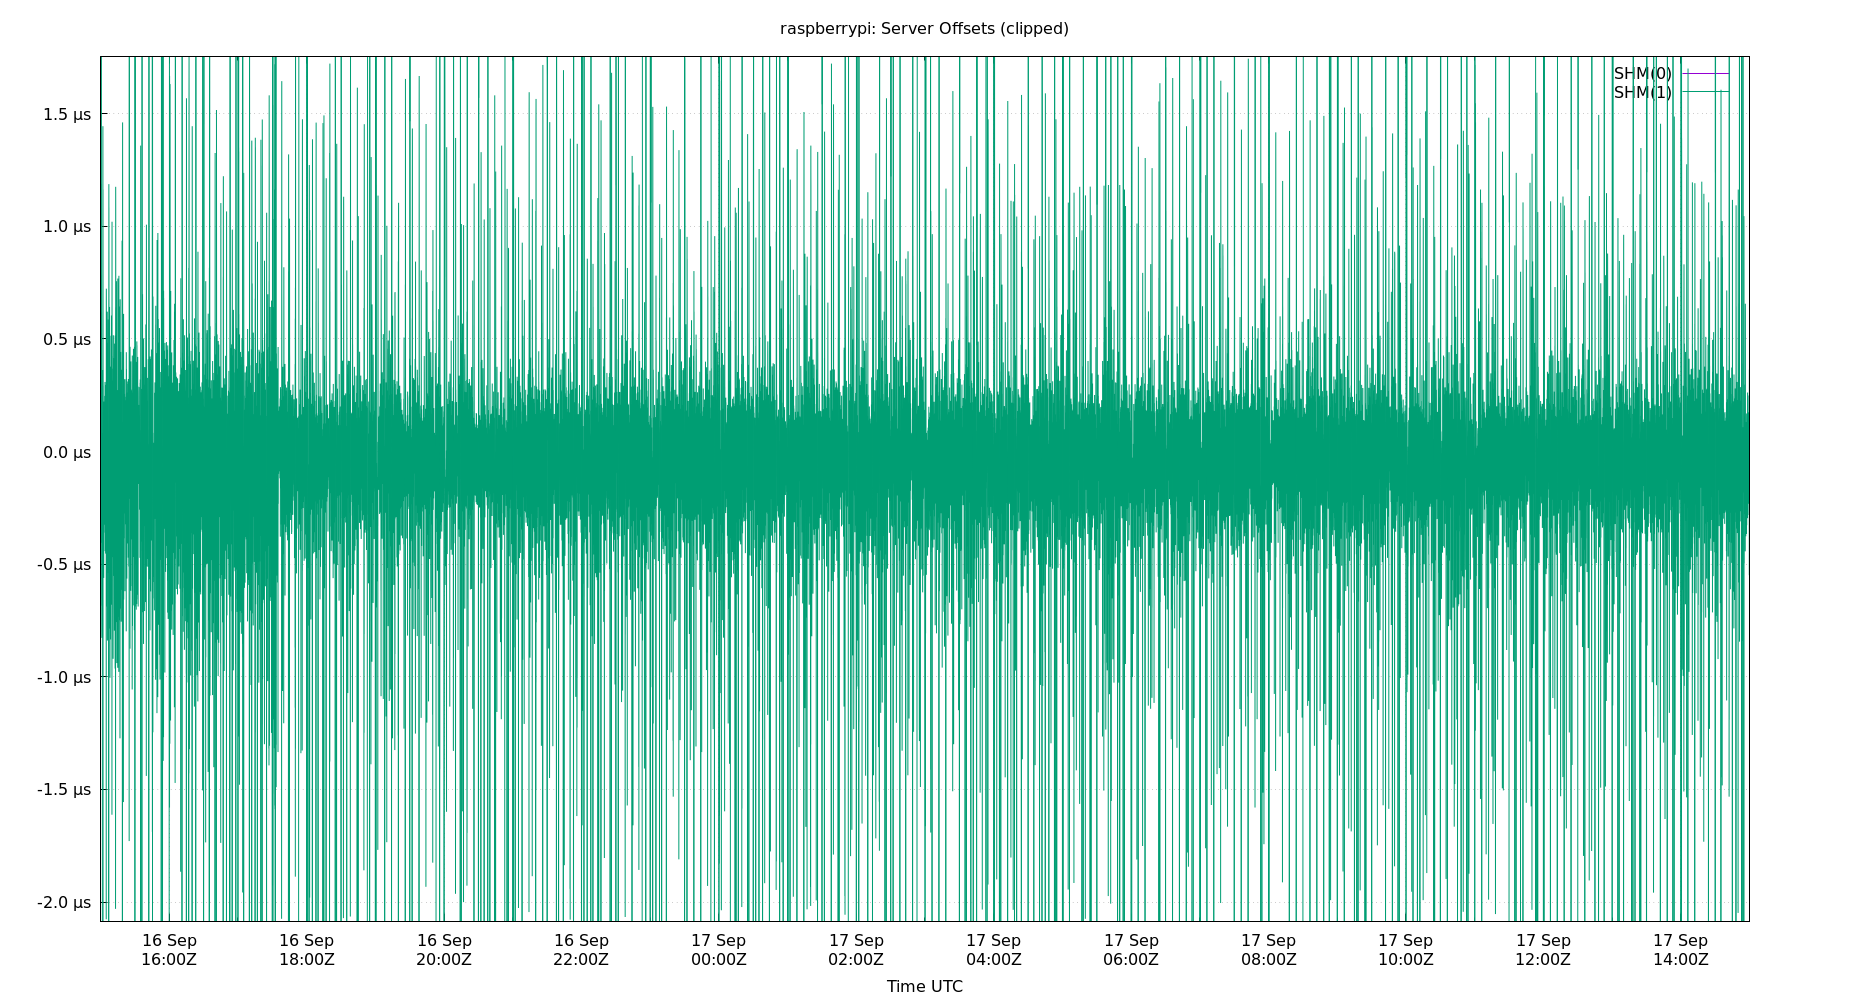 raspberrypi: Server Offsets (clipped)
SHM(0)
SHM(1)
1.5 µs
1.0 µs
0.5 µs
0.0 µs
-0.5 µs
-1.0 µs
-1.5 µs
-2.0 µs
16 Sep 16 Sep 16 Sep 16 Sep 17 Sep 17 Sep 17 Sep 17 Sep 17 Sep 17 Sep 17 Sep 17 Sep
16:00Z 18:00Z 20:00Z 22:00Z 00:00Z 02:00Z 04:00Z 06:00Z 08:00Z 10:00Z 12:00Z 14:00Z
Time UTC